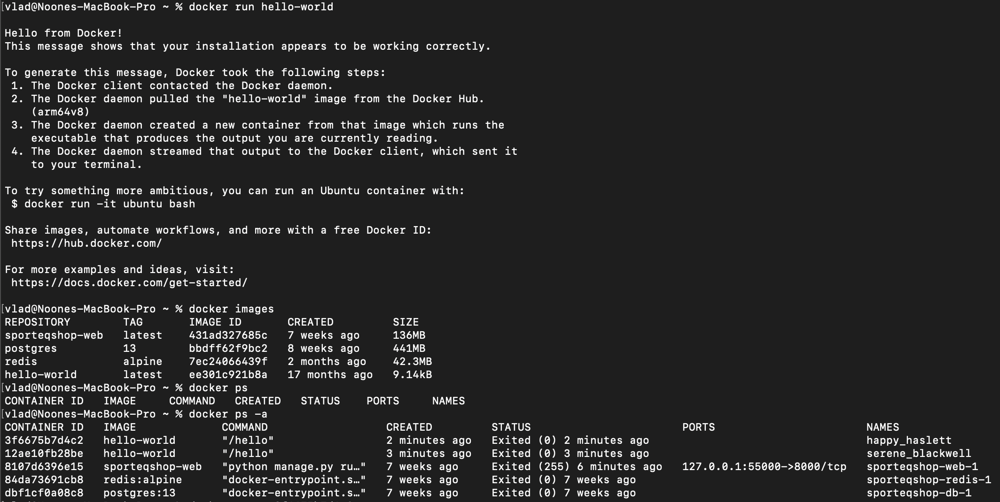 [vlad@Noones-MacBook-Pro ~ % docker run hello-world
Hello from Docker!
This message shows that your installation appears to be working correctly.
To generate this message, Docker took the following steps:
 1. The Docker client contacted the Docker daemon.
 2. The Docker daemon pulled the "hello-world" image from the Docker Hub.
    (arm64v8)
 3. The Docker daemon created a new container from that image which runs the
    executable that produces the output you are currently reading.
 4. The Docker daemon streamed that output to the Docker client, which sent it
    to your terminal.
To try something more ambitious, you can run an Ubuntu container with:
 $ docker run -it ubuntu bash
Share images, automate workflows, and more with a free Docker ID:
 https://hub.docker.com/
For more examples and ideas, visit:
 https://docs.docker.com/get-started/
[vlad@Noones-MacBook-Pro ~ % docker images
REPOSITORY        TAG       IMAGE ID       CREATED         SIZE
sporteqshop-web   latest    431ad327685c   7 weeks ago     136MB
postgres          13        bbdff62f9bc2   8 weeks ago     441MB
redis             alpine    7ec24066439f   2 months ago    42.3MB
hello-world       latest    ee301c921b8a   17 months ago   9.14kB
[vlad@Noones-MacBook-Pro ~ % docker ps
CONTAINER ID   IMAGE     COMMAND   CREATED   STATUS    PORTS     NAMES
[vlad@Noones-MacBook-Pro ~ % docker ps -a
CONTAINER ID   IMAGE             COMMAND                  CREATED         STATUS                       PORTS                       NAMES
3f6675b7d4c2   hello-world       "/hello"                 2 minutes ago   Exited (0) 2 minutes ago                                 happy_haslett
12ae10fb28be   hello-world       "/hello"                 3 minutes ago   Exited (0) 3 minutes ago                                 serene_blackwell
8107d6396e15   sporteqshop-web   "python manage.py ru…"   7 weeks ago     Exited (255) 6 minutes ago   127.0.0.1:55000->8000/tcp   sporteqshop-web-1
84da73691cb8   redis:alpine      "docker-entrypoint.s…"   7 weeks ago     Exited (0) 7 weeks ago                                   sporteqshop-redis-1
dbf1cf0a08c8   postgres:13       "docker-entrypoint.s…"   7 weeks ago     Exited (0) 7 weeks ago                                   sporteqshop-db-1